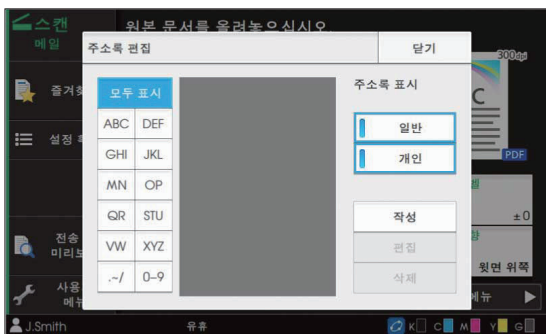 스캔
메일
원본 문서를 올려놓으십시오.
주소록 편집
닫기
300dpi
즐겨찾
설정
전송
미리보
사용
메뉴
모두 표시
ABC DEF
GHI JKL
MN OP
QR STU
VW XYZ
.~/ 0-9
주소록 표시
일반
개인
작성
편집
삭제
C
PDF
벨
±0
향
윗면 위쪽
메뉴
J.Smith
유휴
K C M Y G